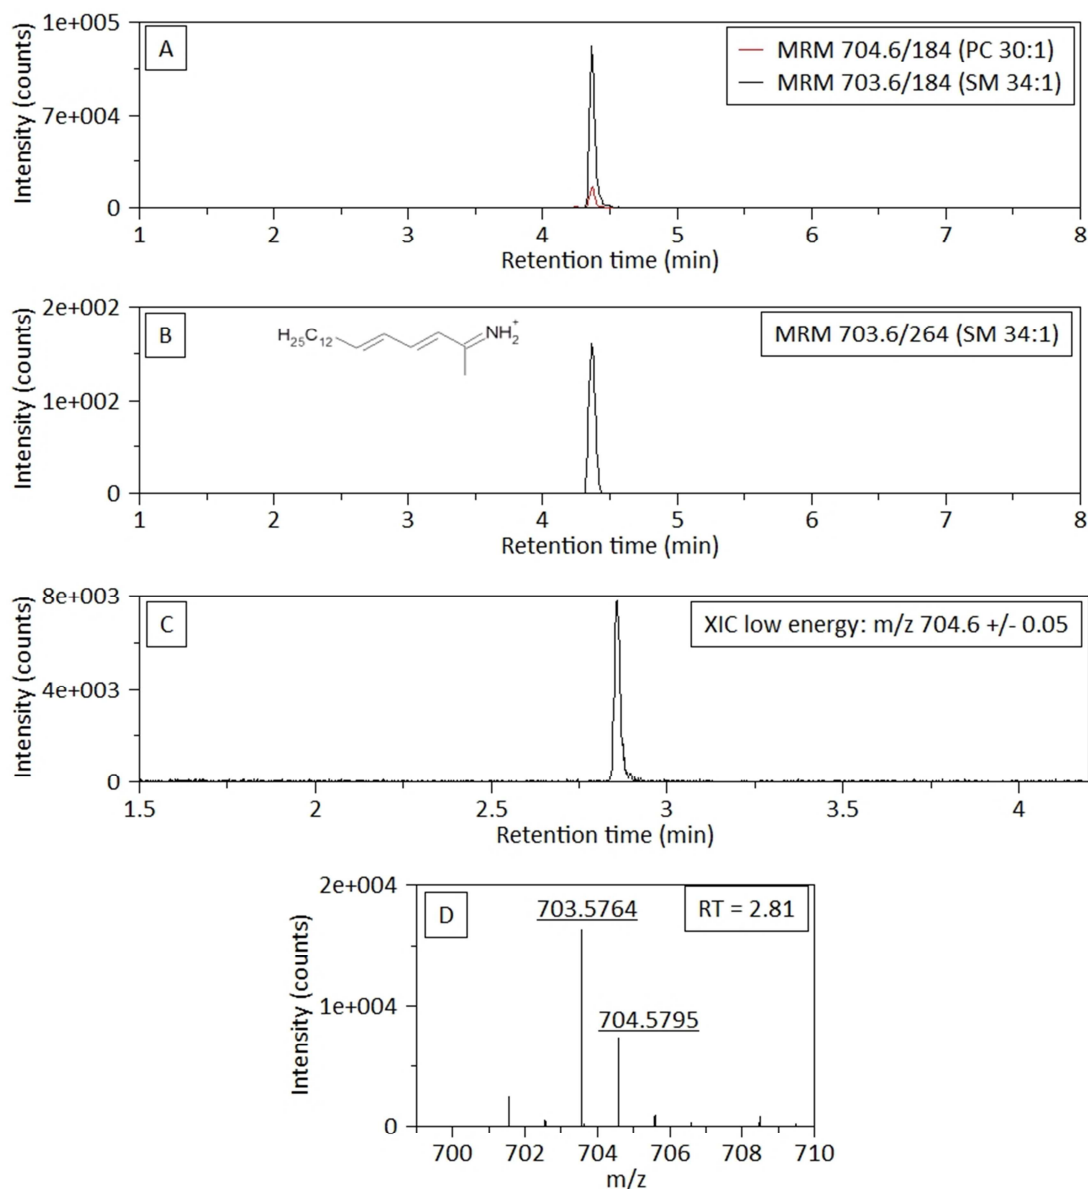 A
MRM 704.6/184 (PC 30:1)
MRM 703.6/184 (SM 34:1)
Intensity (counts)
1e+005
7e+004
0
1 2 3 4 5 6 7 8
Retention time (min)
B
H25C12
NH2+
MRM 703.6/264 (SM 34:1)
Intensity (counts)
2e+002
1e+002
0
1 2 3 4 5 6 7 8
Retention time (min)
C
XIC low energy: m/z 704.6 +/- 0.05
Intensity (counts)
8e+003
4e+003
0
1.5 2 2.5 3 3.5 4
Retention time (min)
D
RT = 2.81
703.5764
704.5795
Intensity (counts)
2e+004
1e+004
0
700 702 704 706 708 710
m/z